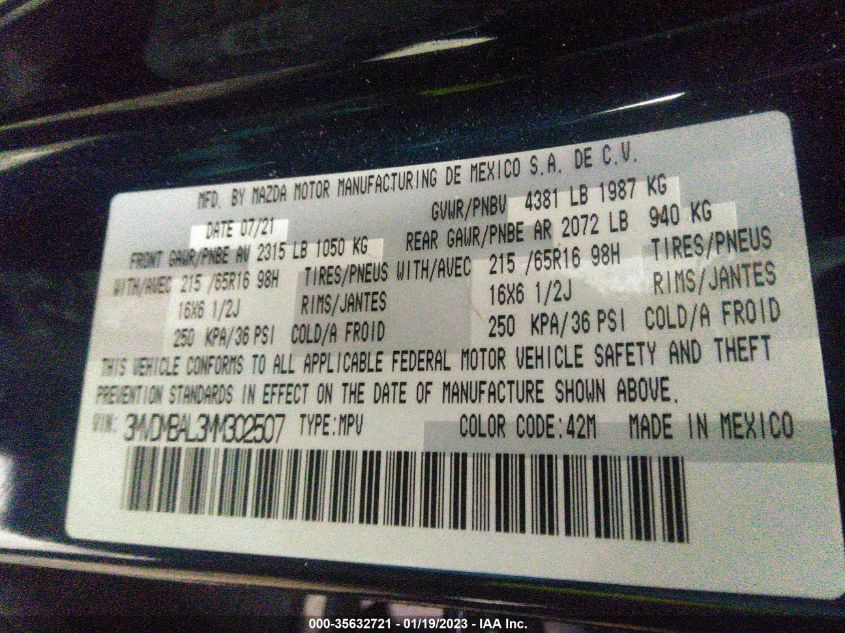 MFD. BY MAZDA MOTOR MANUFACTURING DE MEXICO S.A. DE C.V.
DATE 07/21 GVWR/PNBV 4381 LB 1987 KG
FRONT GAWR/PNBE AV 2315 LB 1050 KG REAR GAWR/PNBE AR 2072 LB 940 KG
WITH/AVEC 215 /65R16 98H TIRES/PNEUS WITH/AVEC 215 /65R16 98H TIRES/PNEUS
16X6 1/2J RIMS/JANTES 16X6 1/2J RIMS/JANTES
250 KPA/36 PSI COLD/A FROID 250 KPA/36 PSI COLD/A FROID
THIS VEHICLE CONFORMS TO ALL APPLICABLE FEDERAL MOTOR VEHICLE SAFETY AND THEFT
PREVENTION STANDARDS IN EFFECT ON THE DATE OF MANUFACTURE SHOWN ABOVE.
VIN: 3MVDMBAL3MM302507 TYPE:MPV COLOR CODE:42M MADE IN MEXICO
000-35632721 - 01/19/2023 - IAA Inc.